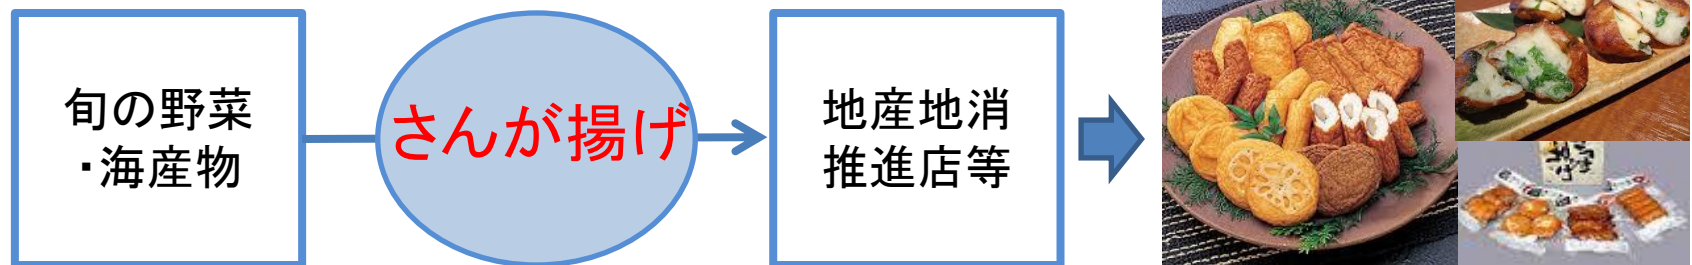 旬の野菜
・海産物
さんが揚げ
地産地消
推進店等